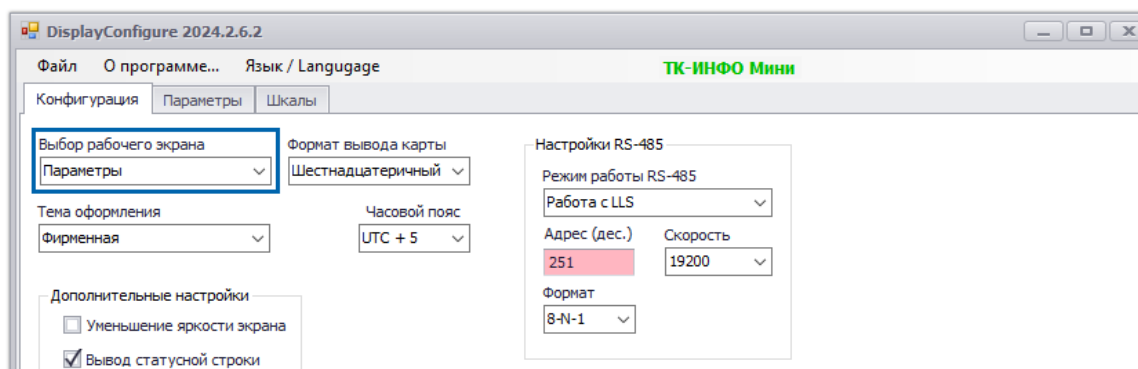 DisplayConfigure 2024.2.6.2
Файл О программе... Язык / Langugage ТК-ИНФО Мини
Конфигурация Параметры Шкалы
Выбор рабочего экрана
Параметры
Формат вывода карты
Шестнадцатеричный
Тема оформления
Фирменная
Часовой пояс
UTC + 5
Дополнительные настройки
Уменьшение яркости экрана
Вывод статусной строки
Настройки RS-485
Режим работы RS-485
Работа с LLS
Адрес (дес.)
251
Скорость
19200
Формат
8-N-1